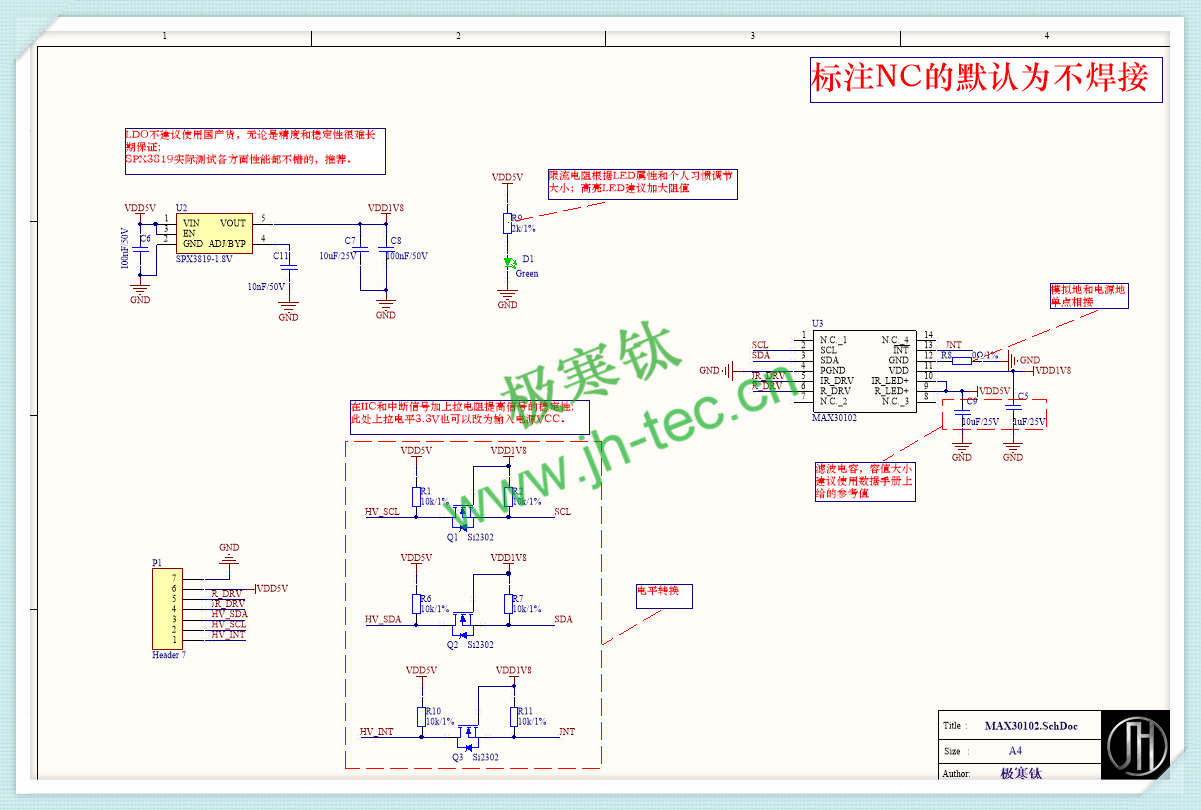 1 2 3 4
标注NC的默认为不焊接
LDO不建议使用国产货，无论是精度和稳定性很难长
期保证；
SPX3819实际测试各方面性能都不错的，推荐。
VDD5V
U2
1 VIN VOUT 5
3 EN
2 GND ADJ/BYP 4
SPX3819-1.8V
C6
100nF/50V
GND
C11
10nF/50V
GND
VDD1V8
C7
10uF/25V
C8
100nF/50V
GND
VDD5V
R9
2k/1%
D1
Green
GND
限流电阻根据LED属性和个人习惯调节
大小；高亮LED建议加大阻值
模拟地和电源地
单点相接
U3
1 N.C._1 N.C._4 14
SCL 2 SCL INT 13 INT
SDA 3 SDA GND 12 R8 0Ω/1% GND
GND 4 PGND VDD 11 VDD1V8
IR_DRV 5 IR_DRV IR_LED+ 10
R_DRV 6 R_DRV R_LED+ 9 VDD5V
7 N.C._2 N.C._3 8
MAX30102
C9
10uF/25V
GND
C5
1uF/25V
GND
滤波电容，容值大小
建议使用数据手册上
给的参考值
在IIC和中断信号加上拉电阻提高信号的稳定性；
此处上拉电平3.3V也可以改为输入电源VCC。
VDD5V VDD1V8
R1
10k/1%
R2
10k/1%
HV_SCL SCL
Q1 Si2302
VDD5V VDD1V8
R6
10k/1%
R7
10k/1%
HV_SDA SDA
Q2 Si2302
VDD5V VDD1V8
R10
10k/1%
R11
10k/1%
HV_INT INT
Q3 Si2302
电平转换
GND
P1
7
6 VDD5V
5 R_DRV
4 IR_DRV
3 HV_SDA
2 HV_SCL
1 HV_INT
Header 7
极寒钛
www.jh-tec.cn
Title : MAX30102.SchDoc
Size : A4
Author: 极寒钛
JH